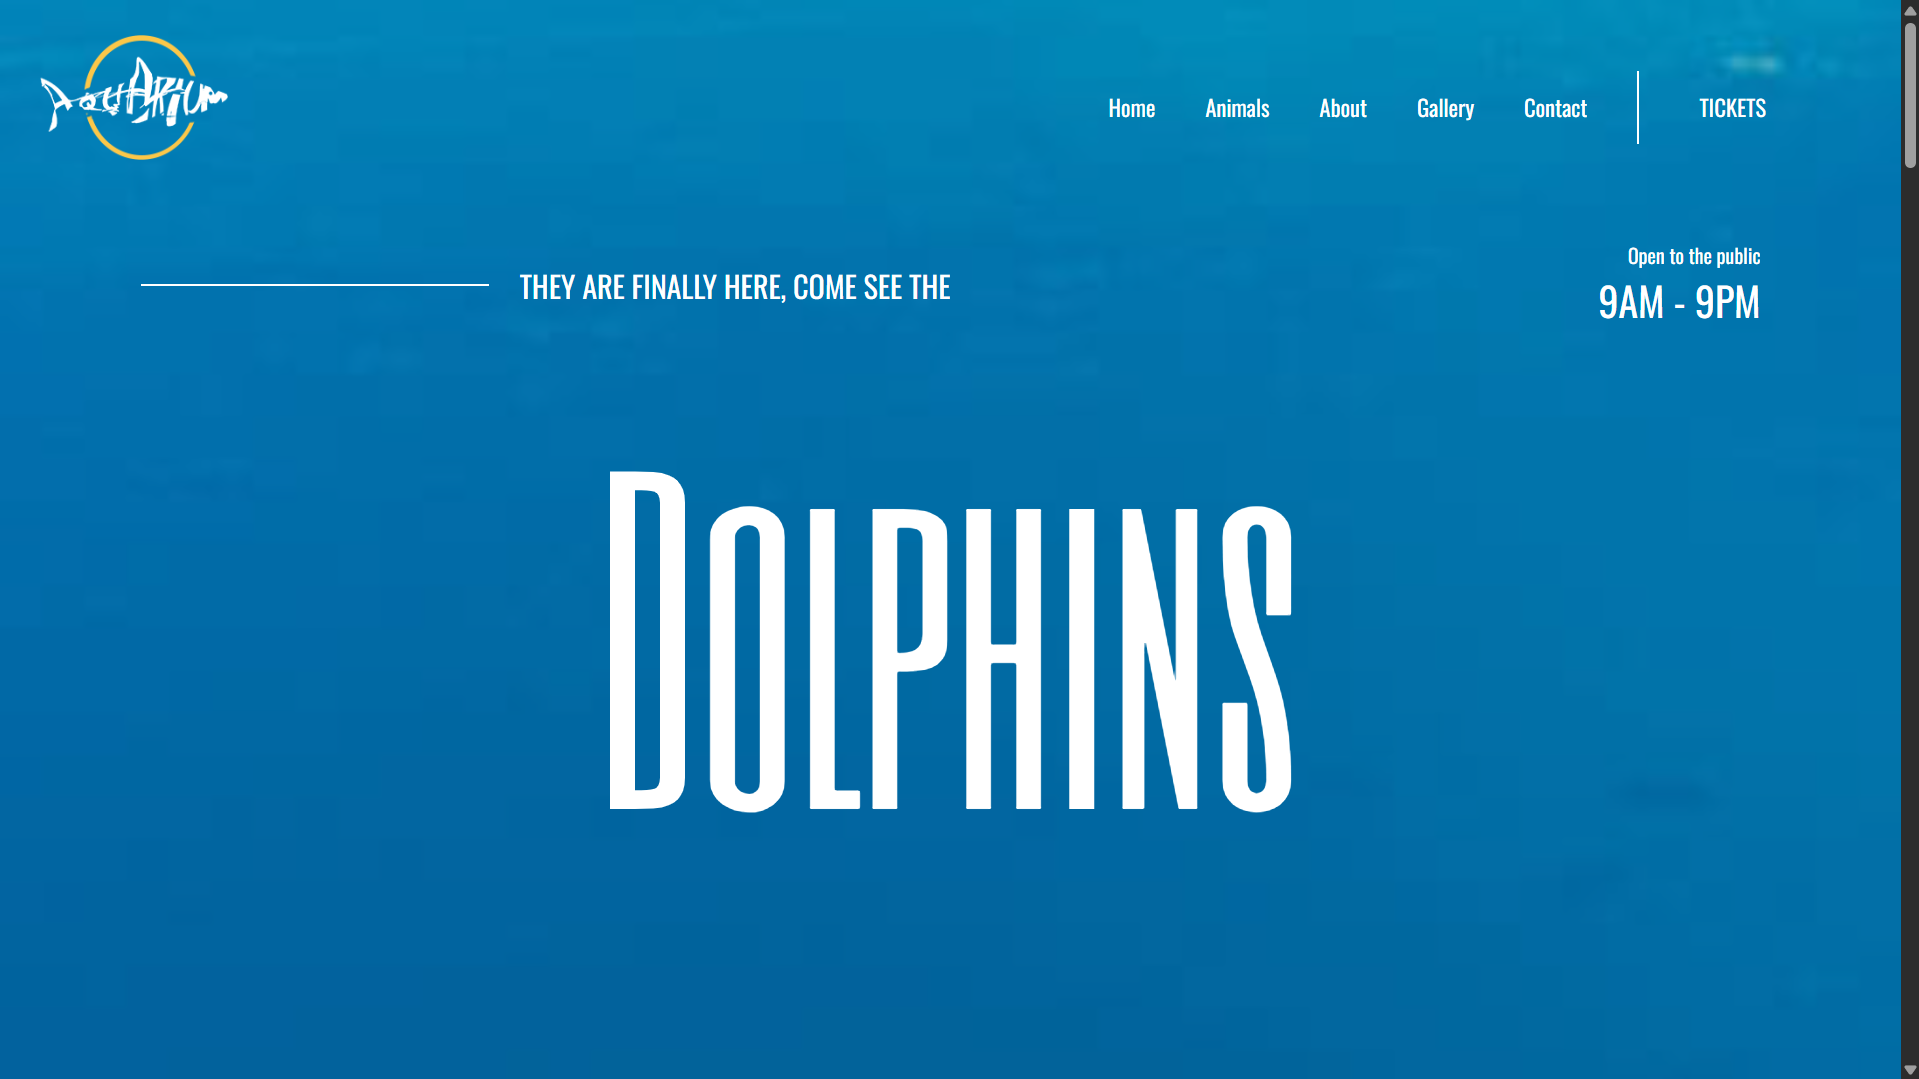 AQUARIUM
Home Animals About Gallery Contact TICKETS
Open to the public
THEY ARE FINALLY HERE, COME SEE THE
9AM - 9PM
DOLPHINS